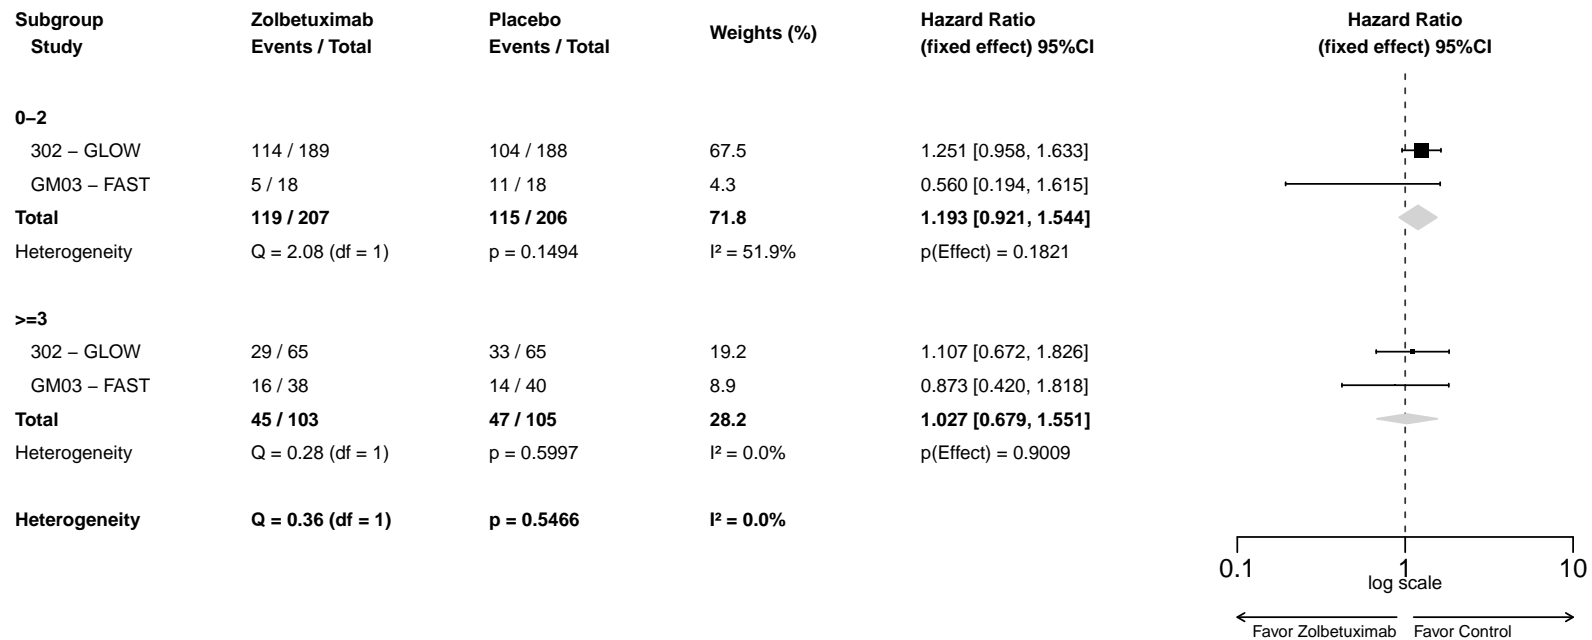 Subgroup Zolbetuximab Placebo Weights (%) Hazard Ratio Hazard Ratio
Study Events / Total Events / Total (fixed effect) 95%CI (fixed effect) 95%CI
0−2
302 − GLOW 114 / 189 104 / 188 67.5 1.251 [0.958, 1.633]
GM03 − FAST 5 / 18 11 / 18 4.3 0.560 [0.194, 1.615]
Total 119 / 207 115 / 206 71.8 1.193 [0.921, 1.544]
Heterogeneity Q = 2.08 (df = 1) p = 0.1494 I² = 51.9% p(Effect) = 0.1821
>=3
302 − GLOW 29 / 65 33 / 65 19.2 1.107 [0.672, 1.826]
GM03 − FAST 16 / 38 14 / 40 8.9 0.873 [0.420, 1.818]
Total 45 / 103 47 / 105 28.2 1.027 [0.679, 1.551]
Heterogeneity Q = 0.28 (df = 1) p = 0.5997 I² = 0.0% p(Effect) = 0.9009
Heterogeneity Q = 0.36 (df = 1) p = 0.5466 I² = 0.0%
0.1 1 10
log scale
Favor Zolbetuximab Favor Control